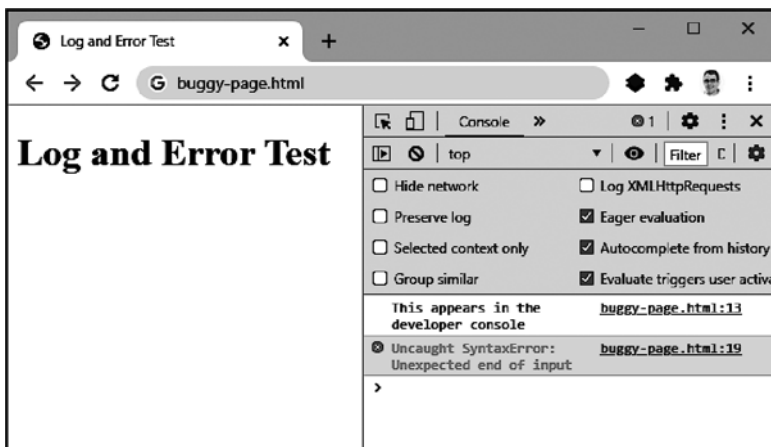 Log and Error Test
buggy-page.html
Log and Error Test
Console
1
top
Filter
Hide network
Log XMLHttpRequests
Preserve log
Eager evaluation
Selected context only
Autocomplete from history
Group similar
Evaluate triggers user activa
This appears in the
developer console
buggy-page.html:13
Uncaught SyntaxError:
Unexpected end of input
buggy-page.html:19